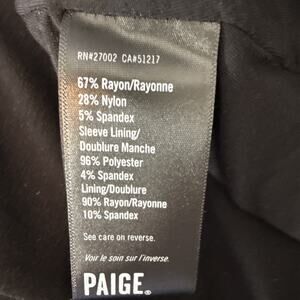 RN#27002 CA#51217
67% Rayon/Rayonne
28% Nylon
5% Spandex
Sleeve Lining/
Doublure Manche
96% Polyester
4% Spandex
Lining/Doublure
90% Rayon/Rayonne
10% Spandex
See care on reverse.
Voir le soin sur l'inverse.
PAIGE®